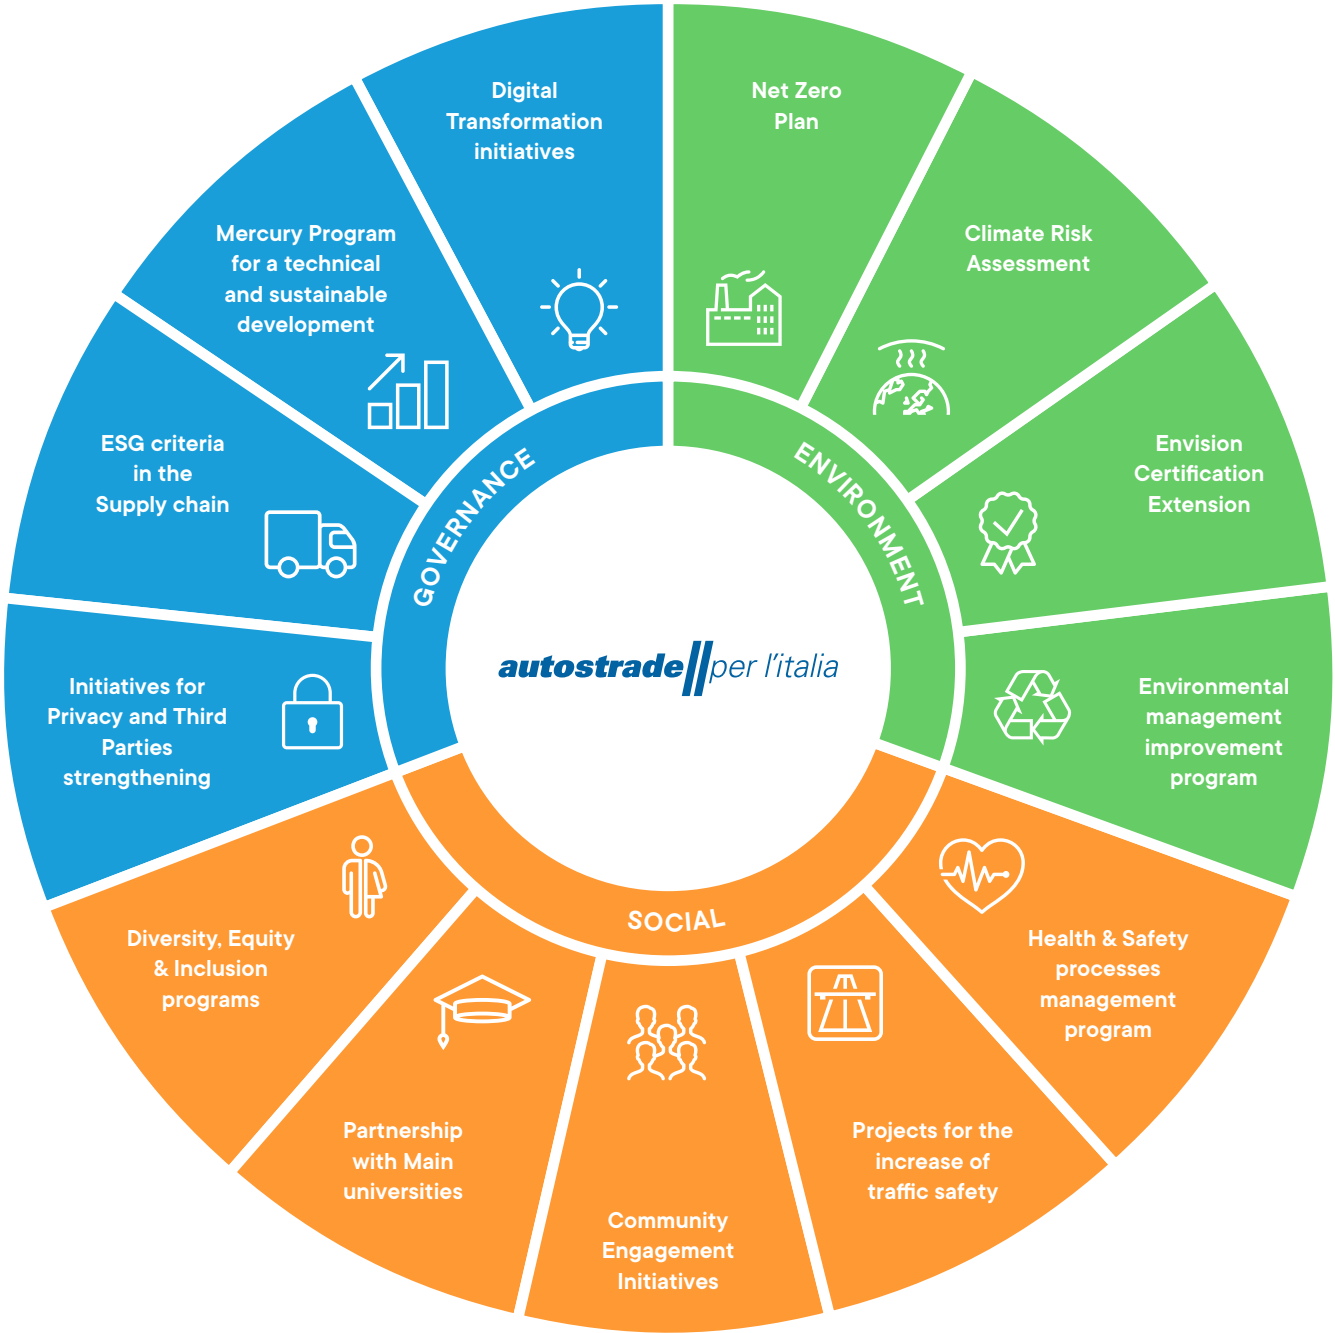 Digital
Transformation
initiatives
Net Zero
Plan
Mercury Program
for a technical
and sustainable
development
Climate Risk
Assessment
ESG criteria
in the
Supply chain
Envision
Certification
Extension
GOVERNANCE
ENVIRONMENT
autostrade per l'italia
Initiatives for
Privacy and Third
Parties
strengthening
Environmental
management
improvement
program
SOCIAL
Diversity, Equity
& Inclusion
programs
Health & Safety
processes
management
program
Partnership
with Main
universities
Projects for the
increase of
traffic safety
Community
Engagement
Initiatives